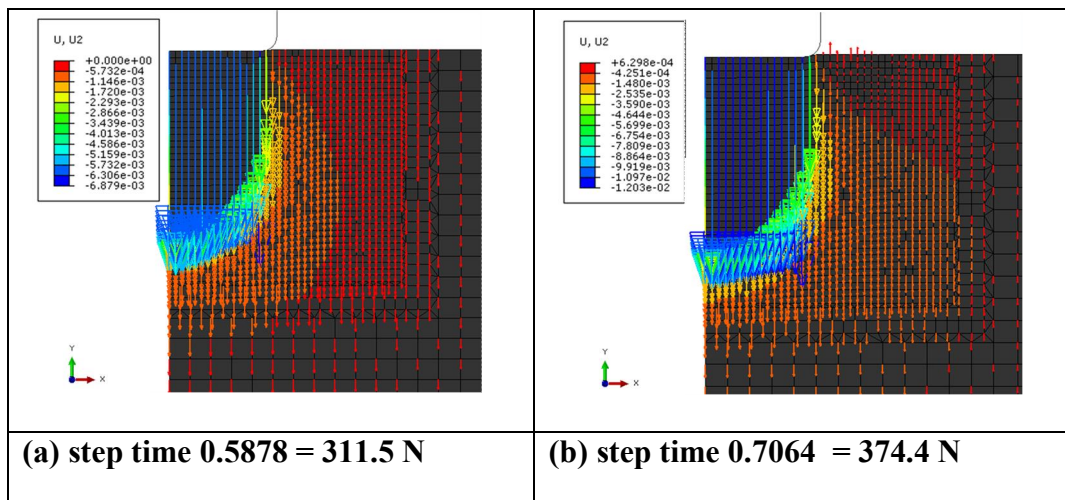 U, U2
+0.000e+00
-5.732e-04
-1.146e-03
-1.720e-03
-2.293e-03
-2.866e-03
-3.439e-03
-4.013e-03
-4.586e-03
-5.159e-03
-5.732e-03
-6.306e-03
-6.879e-03
Y
X
U, U2
+6.298e-04
-4.251e-04
-1.480e-03
-2.535e-03
-3.590e-03
-4.644e-03
-5.699e-03
-6.754e-03
-7.809e-03
-8.864e-03
-9.919e-03
-1.097e-02
-1.203e-02
Y
X
(a) step time 0.5878 = 311.5 N
(b) step time 0.7064 = 374.4 N